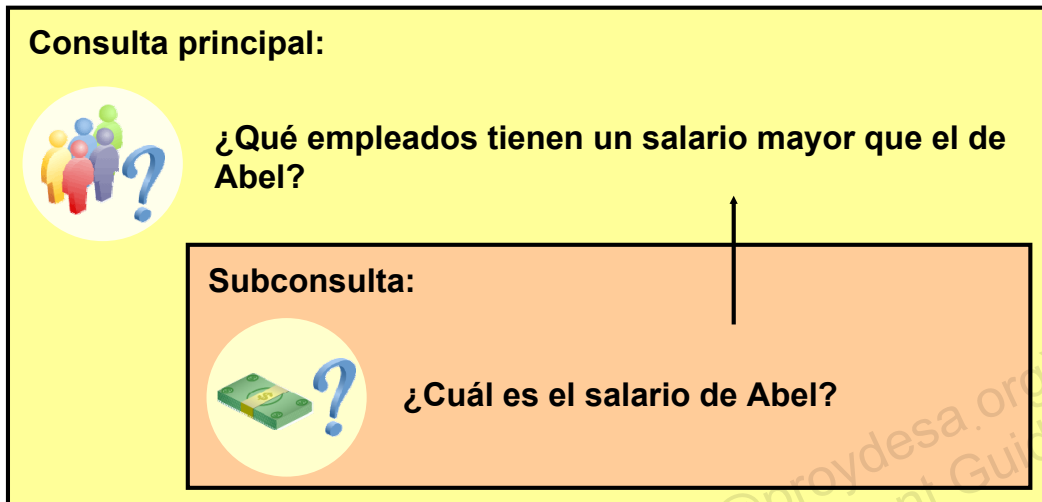 Consulta principal:
¿Qué empleados tienen un salario mayor que el de
Abel?
Subconsulta:
¿Cuál es el salario de Abel?